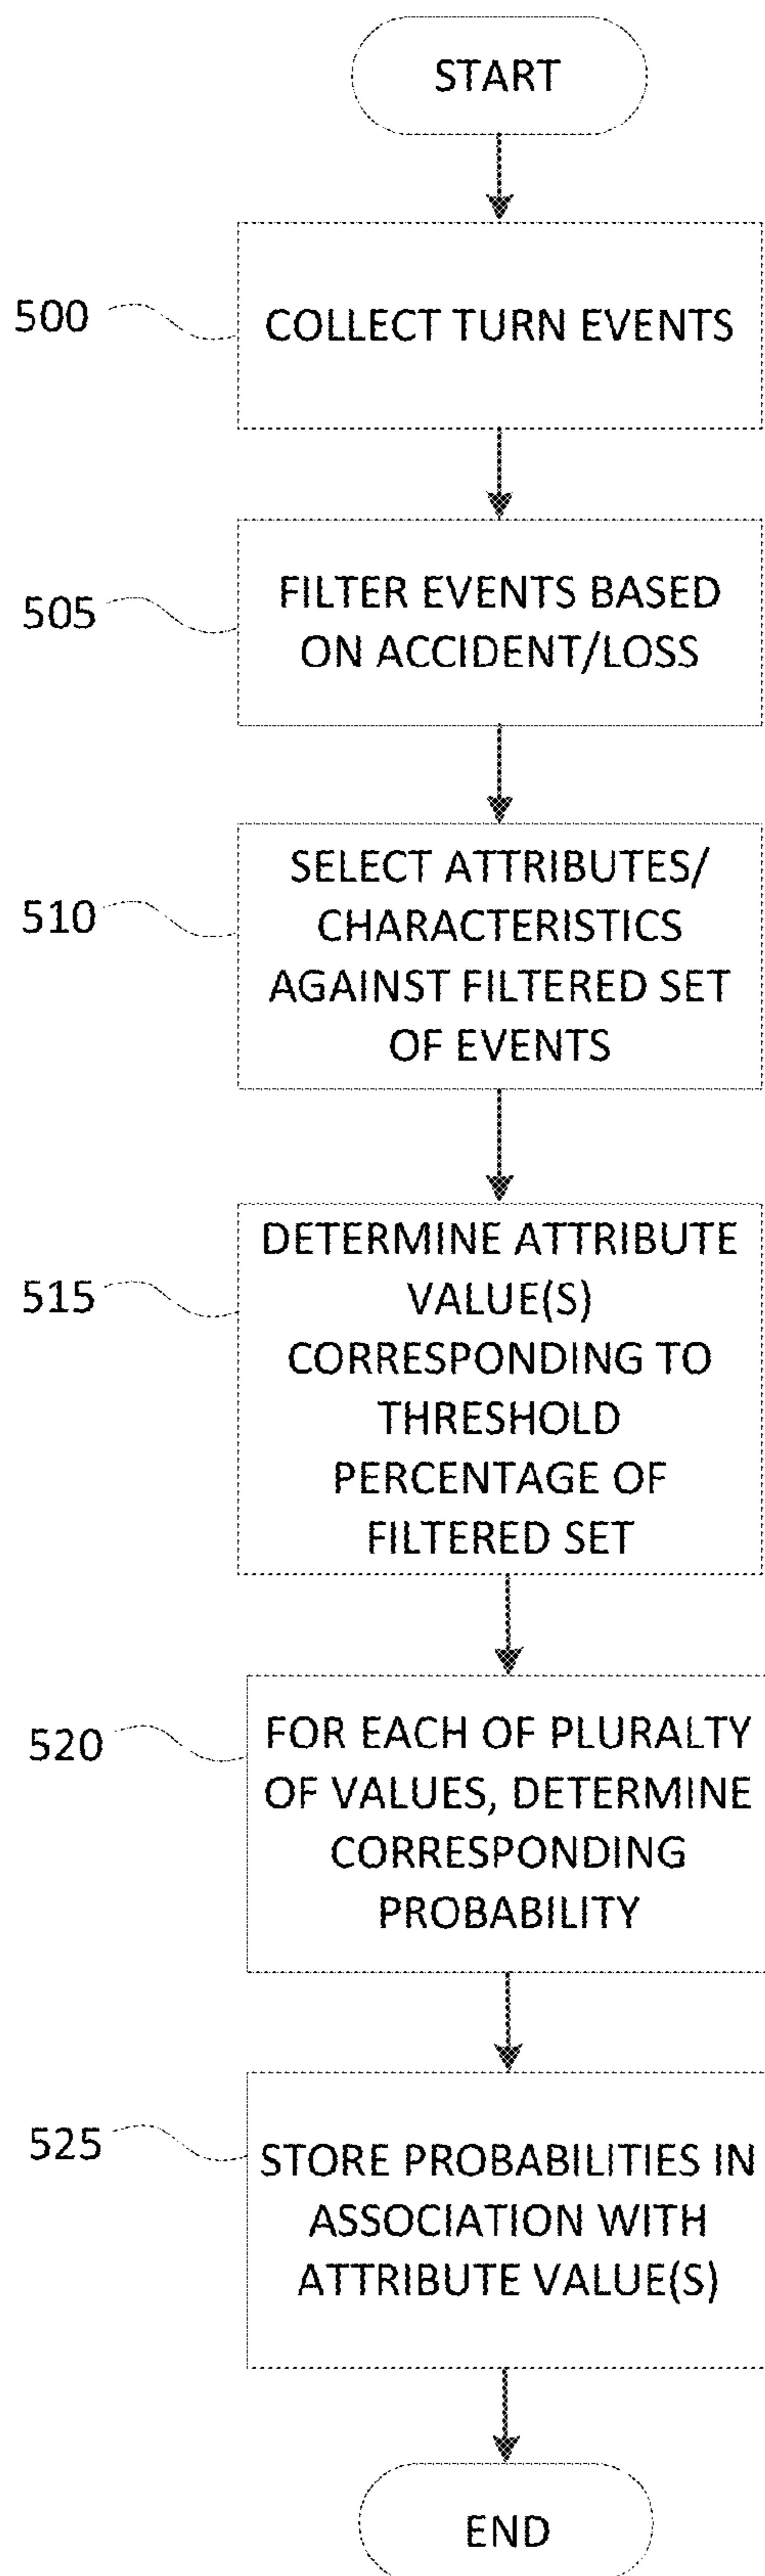 START
500
COLLECT TURN EVENTS
505
FILTER EVENTS BASED
ON ACCIDENT/LOSS
510
SELECT ATTRIBUTES/
CHARACTERISTICS
AGAINST FILTERED SET
OF EVENTS
515
DETERMINE ATTRIBUTE
VALUE(S)
CORRESPONDING TO
THRESHOLD
PERCENTAGE OF
FILTERED SET
520
FOR EACH OF PLURALTY
OF VALUES, DETERMINE
CORRESPONDING
PROBABILITY
525
STORE PROBABILITIES IN
ASSOCIATION WITH
ATTRIBUTE VALUE(S)
END